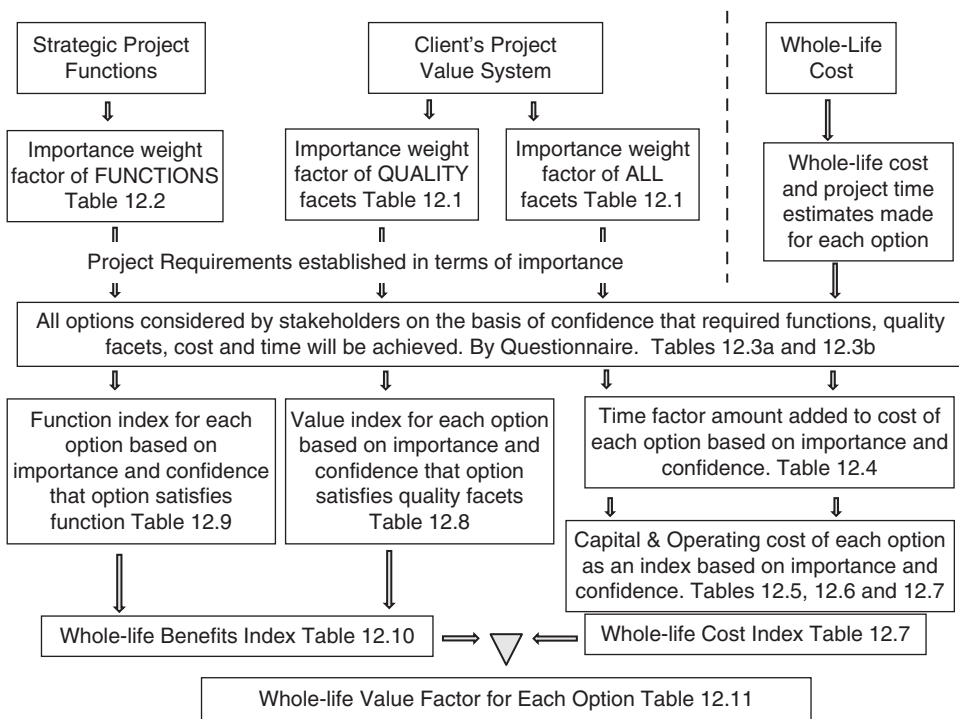 Strategic Project
Functions
Client's Project
Value System
Whole-Life
Cost
Importance weight
factor of FUNCTIONS
Table 12.2
Importance weight
factor of QUALITY
facets Table 12.1
Importance weight
factor of ALL
facets Table 12.1
Whole-life cost
and project time
estimates made
for each option
Project Requirements established in terms of importance
All options considered by stakeholders on the basis of confidence that required functions, quality
facets, cost and time will be achieved. By Questionnaire. Tables 12.3a and 12.3b
Function index for each
option based on
importance and confidence
that option satisfies
function Table 12.9
Value index for each option
based on importance and
confidence that option
satisfies quality facets
Table 12.8
Time factor amount added to cost of
each option based on importance and
confidence. Table 12.4
Capital & Operating cost of each option
as an index based on importance and
confidence. Tables 12.5, 12.6 and 12.7
Whole-life Benefits Index Table 12.10
Whole-life Cost Index Table 12.7
Whole-life Value Factor for Each Option Table 12.11